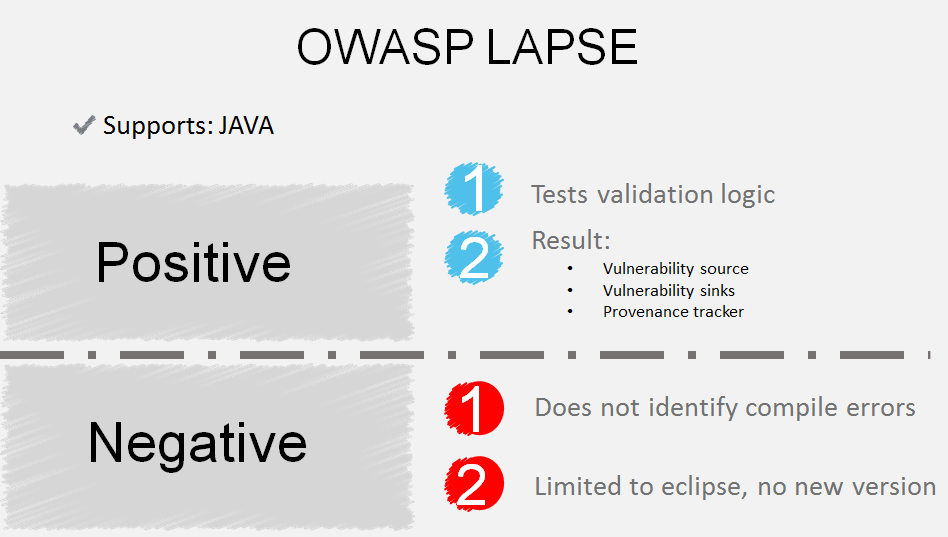 OWASP LAPSE
Supports: JAVA
Positive
1 Tests validation logic
2 Result:
• Vulnerability source
• Vulnerability sinks
• Provenance tracker
Negative
1 Does not identify compile errors
2 Limited to eclipse, no new version